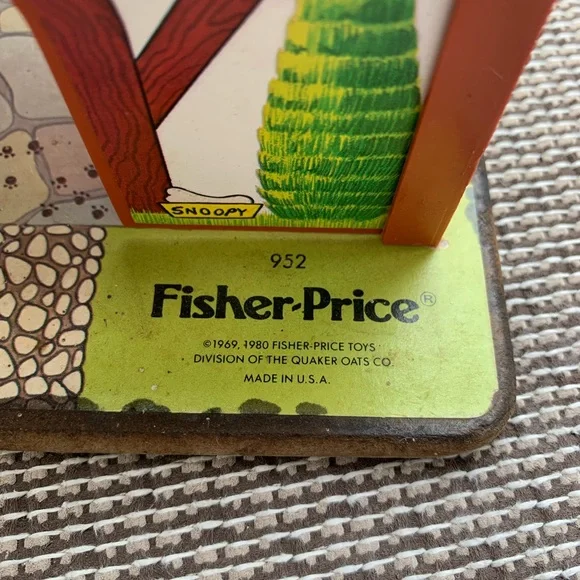 SNOOPY
952
Fisher-Price®
©1969, 1980 FISHER-PRICE TOYS
DIVISION OF THE QUAKER OATS CO.
MADE IN U.S.A.